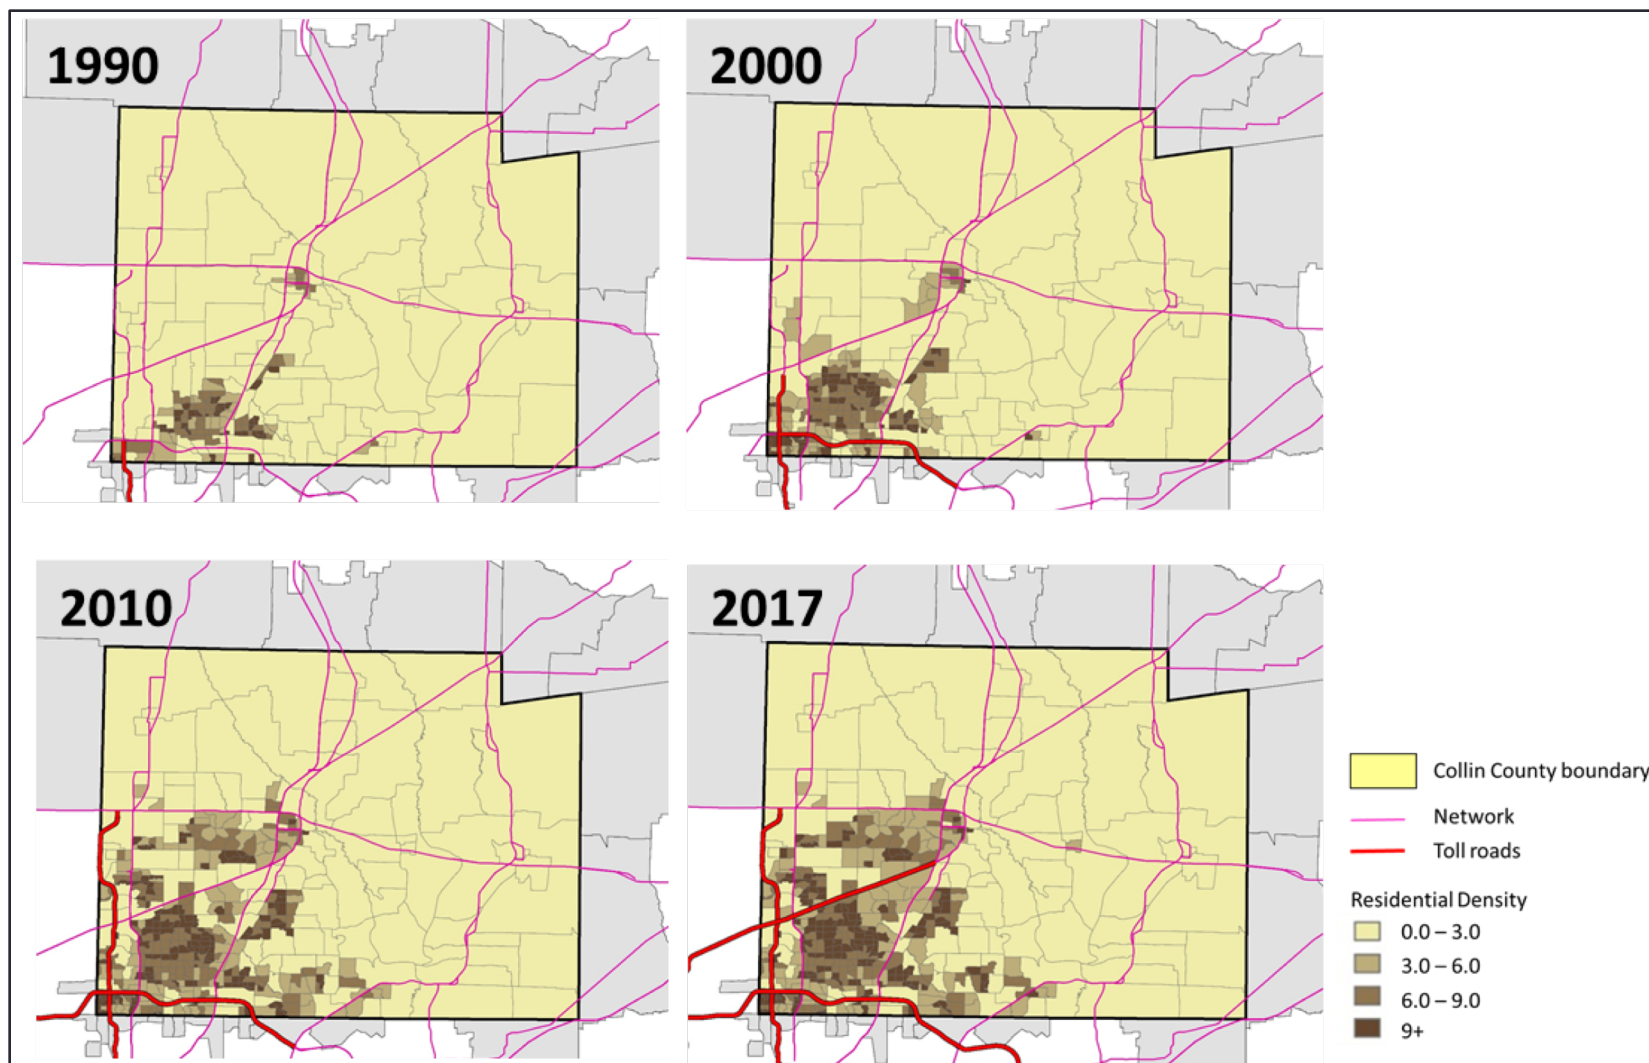 1990
2000
2010
2017
Collin County boundary
Network
Toll roads
Residential Density
0.0 – 3.0
3.0 – 6.0
6.0 – 9.0
9+